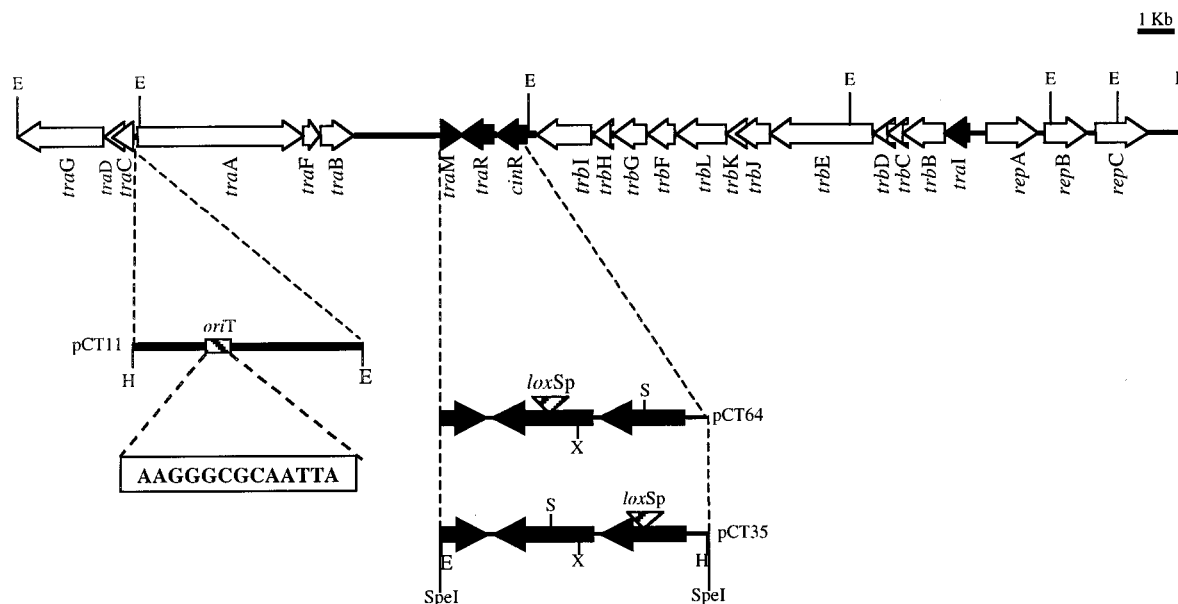 1 Kb
E E E E E E E
traG traD traC traA traF traB traM traR cinR trbI trbH trbG trbF trbL trbK trbJ trbE trbD trbC trbB traI repA repB repC
oriT
pCT11
H E
AAGGGCGCAATTA
loxSp S
pCT64
X
S loxSp
pCT35
E X H
SpeI SpeI